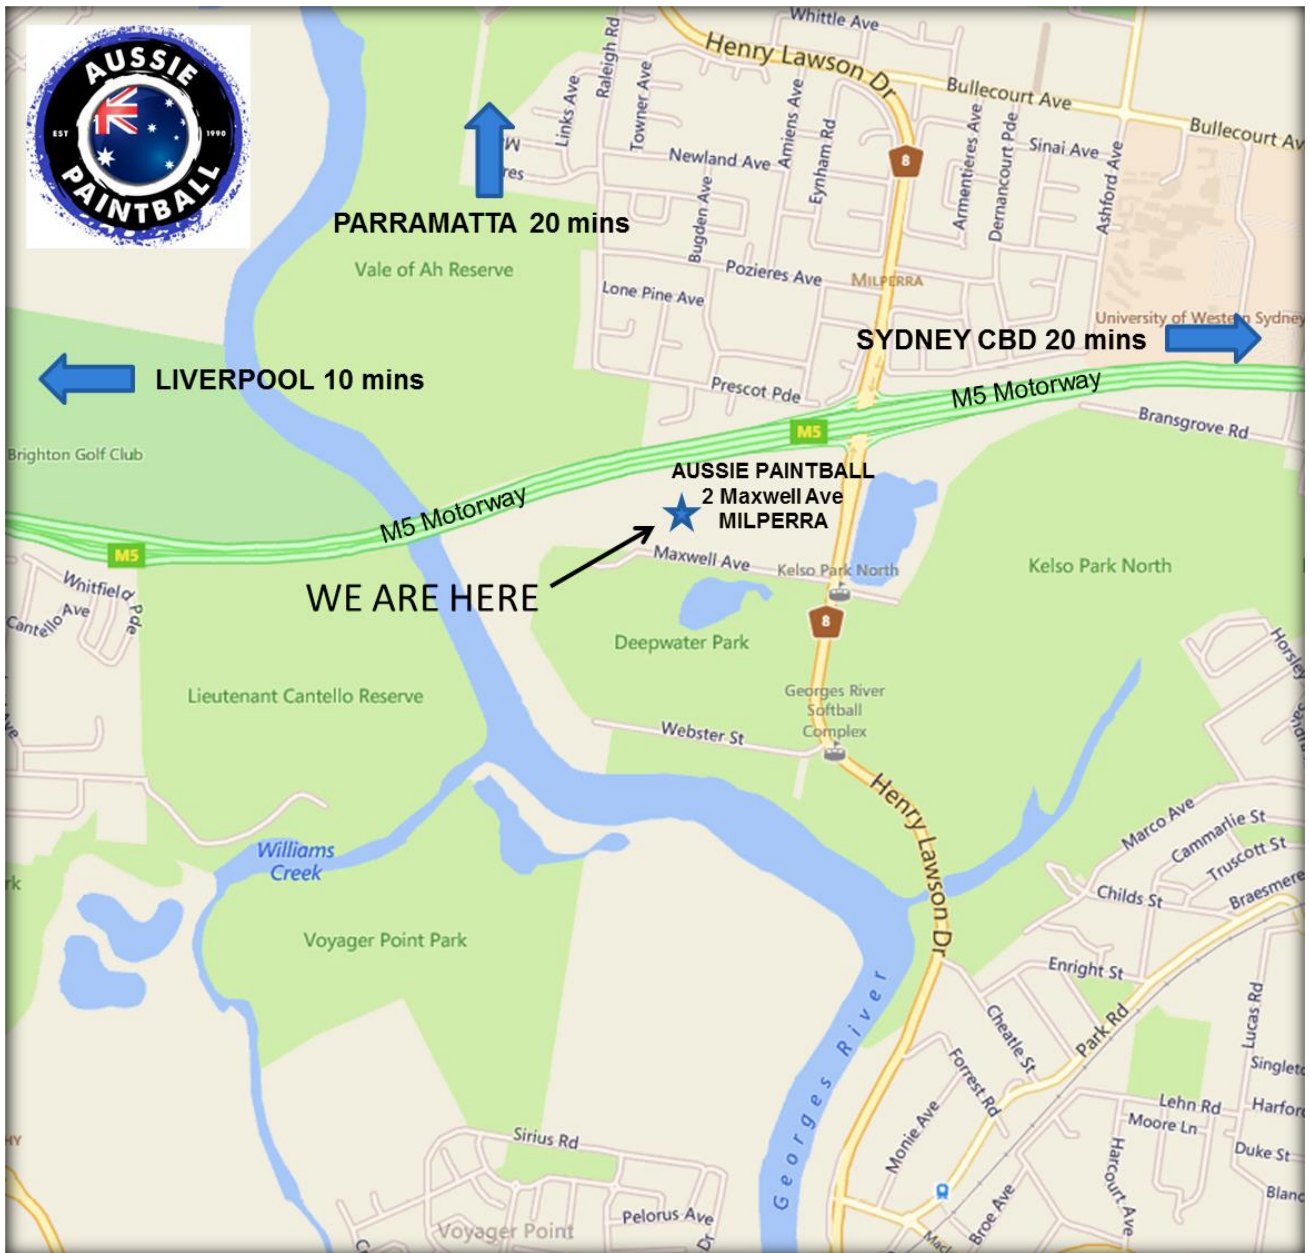 AUSSIE
EST
1990
PAINTBALL
Whittle Ave
Henry Lawson Dr
Bullecourt Ave
Raleigh Rd
Links Ave
Towner Ave
Amiens Ave
Eynham Rd
Armentieres Ave
Dernancourt Pde
Sinai Ave
Ashford Ave
Newland Ave
8
PARRAMATTA 20 mins
Bugden Ave
Vale of Ah Reserve
Pozieres Ave
MILPERRA
Lone Pine Ave
University of Western Sydney
SYDNEY CBD 20 mins
LIVERPOOL 10 mins
Prescot Pde
M5 Motorway
Bransgrove Rd
M5
Brighton Golf Club
AUSSIE PAINTBALL
2 Maxwell Ave
MILPERRA
M5 Motorway
M5
Maxwell Ave
Kelso Park North
Kelso Park North
Whitfield Pde
Cantello Ave
WE ARE HERE
8
Deepwater Park
Horsley
Lieutenant Cantello Reserve
Georges River
Softball
Complex
Webster St
Henry Lawson Dr
Marco Ave
Cammarlie St
Truscott St
Braesmere
Childs St
Williams
Creek
Voyager Point Park
Enright St
Georges River
Cheatle St
Park Rd
Lucas Rd
Forrest Rd
Lehn Rd
Moore Ln
Monie Ave
Harcourt Ave
Duke St
Sirius Rd
Broe Ave
Pelorus Ave
Dr
Voyager Point